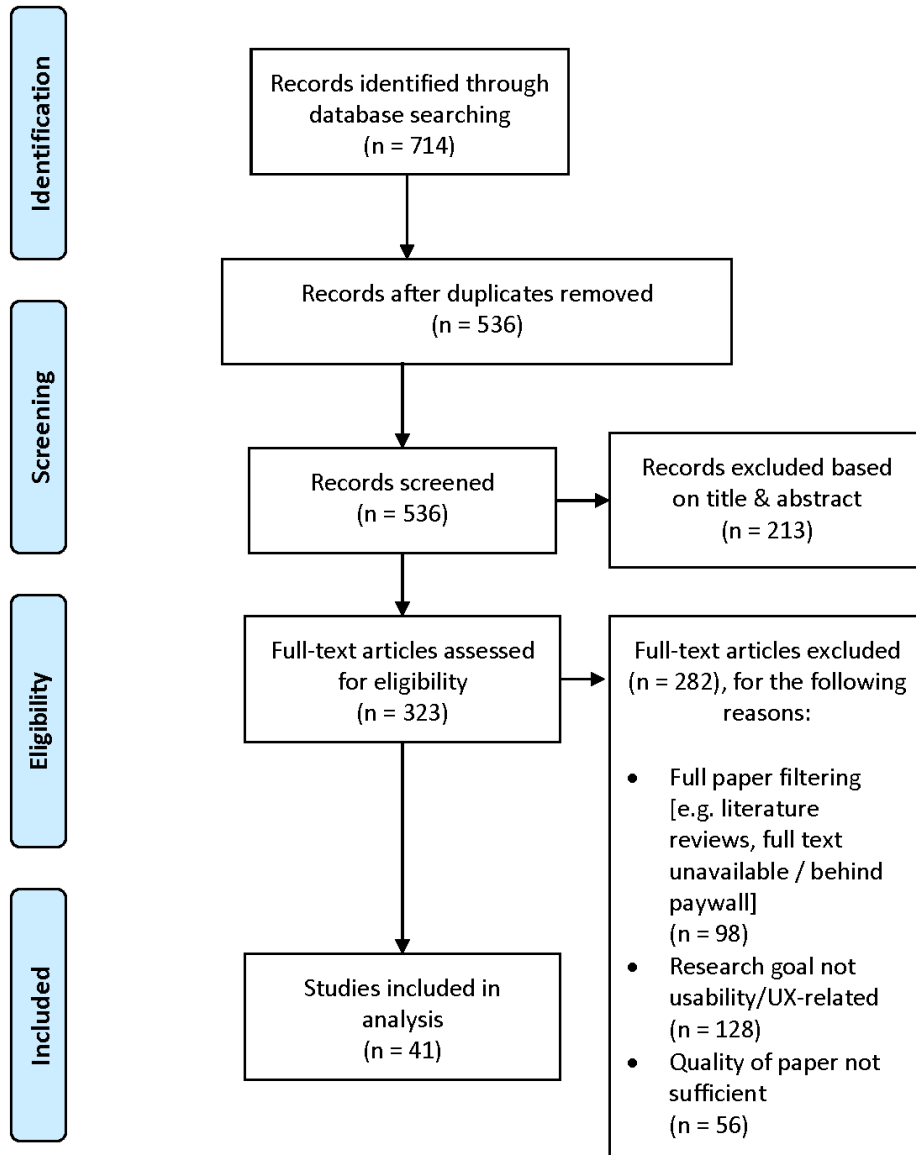 Identification
Records identified through
database searching
(n = 714)
Records after duplicates removed
(n = 536)
Screening
Records screened
(n = 536)
Records excluded based
on title & abstract
(n = 213)
Eligibility
Full-text articles assessed
for eligibility
(n = 323)
Full-text articles excluded
(n = 282), for the following
reasons:
• Full paper filtering
[e.g. literature
reviews, full text
unavailable / behind
paywall]
(n = 98)
• Research goal not
usability/UX-related
(n = 128)
• Quality of paper not
sufficient
(n = 56)
Included
Studies included in
analysis
(n = 41)